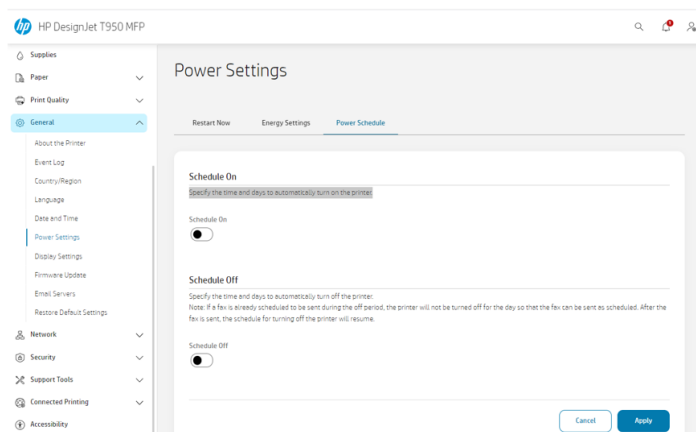 hp HP DesignJet T950 MFP
Supplies
Paper
Print Quality
General
About the Printer
Event Log
Country/Region
Language
Date and Time
Power Settings
Display Settings
Firmware Update
Email Servers
Restore Default Settings
Network
Security
Support Tools
Connected Printing
Accessibility
Power Settings
Restart Now Energy Settings Power Schedule
Schedule On
Specify the time and days to automatically turn on the printer.
Schedule On
Schedule Off
Specify the time and days to automatically turn off the printer.
Note: If a fax is already scheduled to be sent during the off period, the printer will not be turned off for the day so that the fax can be sent as scheduled. After the
fax is sent, the schedule for turning off the printer will resume.
Schedule Off
Cancel Apply